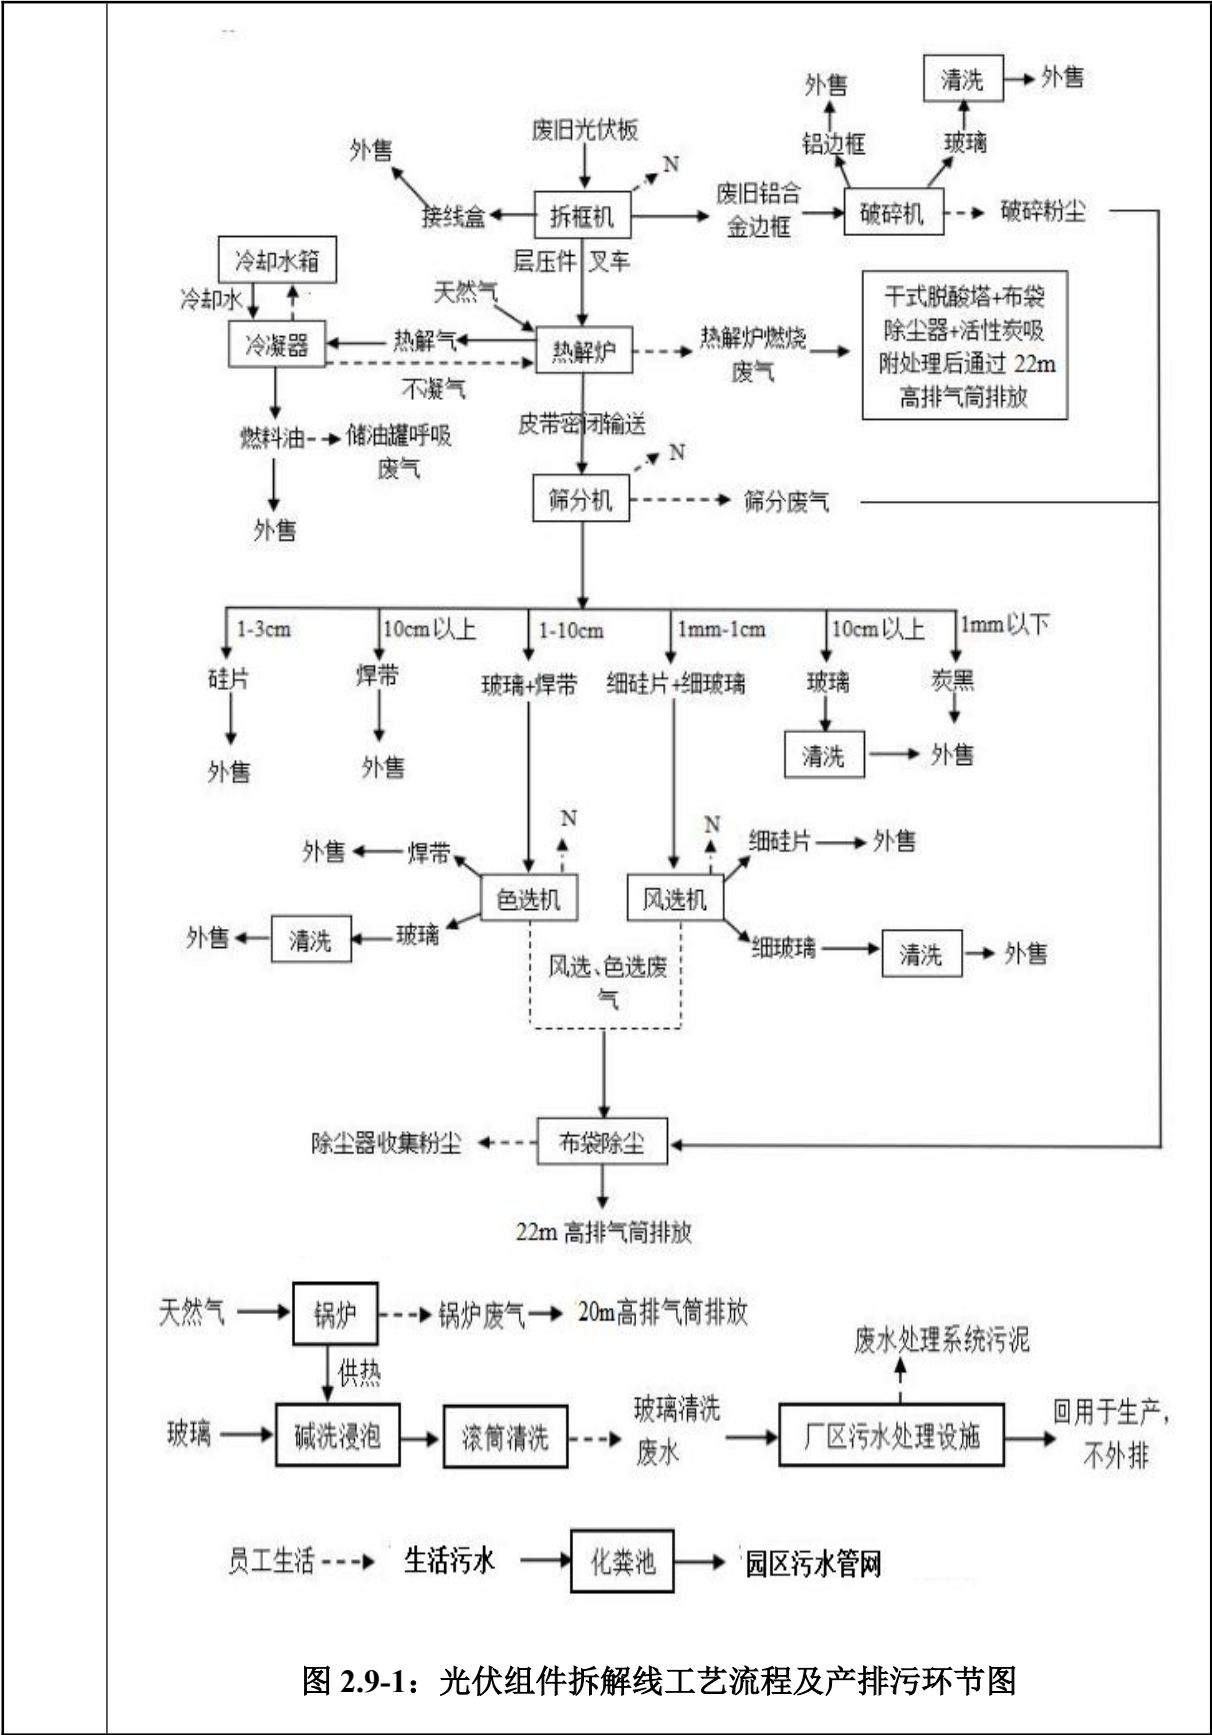 外售
清洗
外售
废旧光伏板
外售
N
铝边框
玻璃
接线盒
拆框机
废旧铝合
金边框
破碎机
破碎粉尘
冷却水箱
层压件
叉车
冷却水
天然气
干式脱酸塔+布袋
除尘器+活性炭吸
附处理后通过 22m
高排气筒排放
冷凝器
热解气
热解炉
热解炉燃烧
废气
不凝气
皮带密闭输送
燃料油
储油罐呼吸
废气
N
筛分机
筛分废气
外售
1-3cm
10cm以上
1-10cm
1mm-1cm
10cm以上
1mm以下
硅片
焊带
玻璃+焊带
细硅片+细玻璃
玻璃
炭黑
外售
外售
清洗
外售
N
N
外售
焊带
色选机
风选机
细硅片
外售
外售
清洗
玻璃
细玻璃
清洗
外售
风选、色选废
气
除尘器收集粉尘
布袋除尘
22m 高排气筒排放
天然气
锅炉
锅炉废气
20m高排气筒排放
供热
废水处理系统污泥
玻璃
碱洗浸泡
滚筒清洗
玻璃清洗
废水
厂区污水处理设施
回用于生产，
不外排
员工生活
生活污水
化粪池
园区污水管网
图 2.9-1：光伏组件拆解线工艺流程及产排污环节图